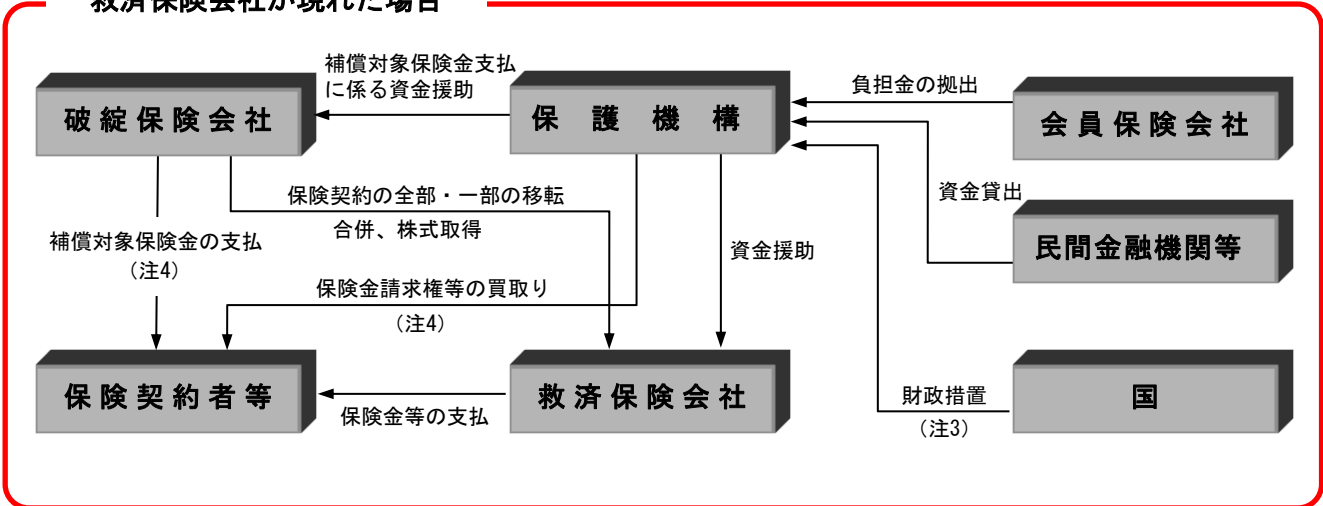 救済保険会社が現れた場合
補償対象保険金支払
に係る資金援助
負担金の拠出
破綻保険会社
保護機構
会員保険会社
保険契約の全部・一部の移転
合併、株式取得
資金貸出
補償対象保険金の支払
（注4）
資金援助
民間金融機関等
保険金請求権等の買取り
（注4）
保険契約者等
救済保険会社
財政措置
（注3）
国
保険金等の支払